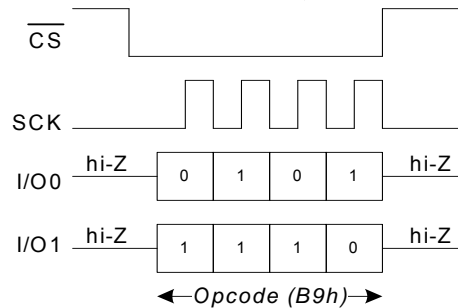 CS
SCK
hi-Z 0 1 0 1 hi-Z
I/O0
hi-Z 1 1 1 0 hi-Z
I/O1
Opcode (B9h)